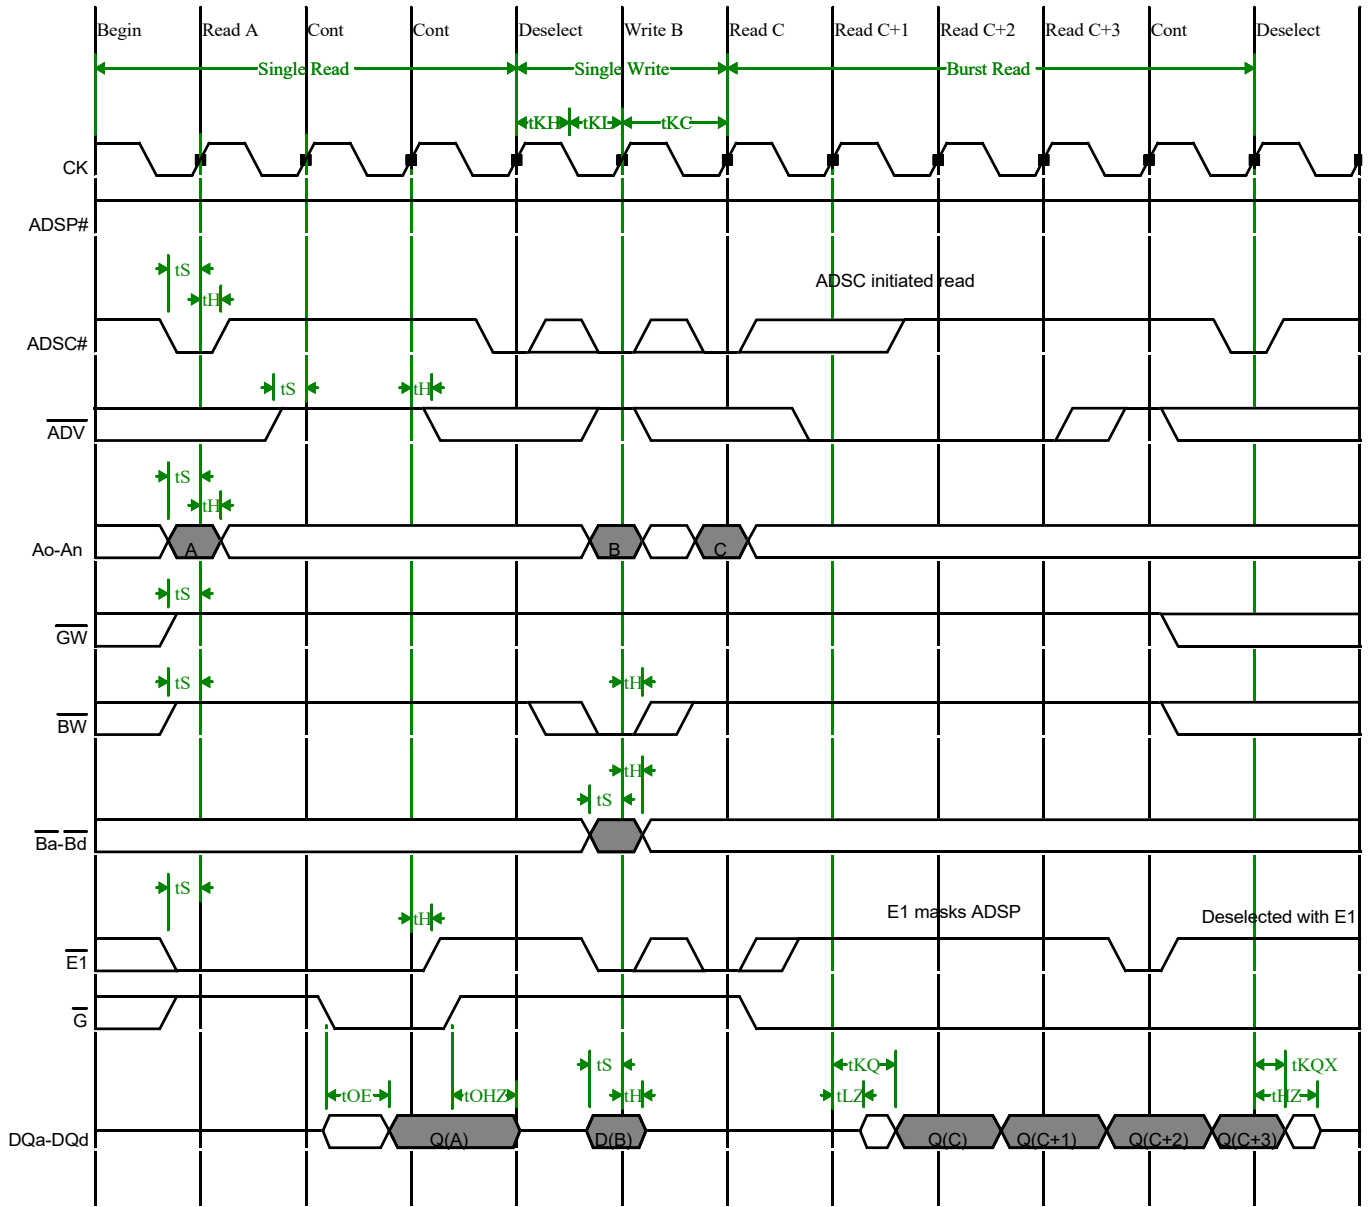 Begin Read A Cont Cont Deselect Write B Read C Read C+1 Read C+2 Read C+3 Cont Deselect
Single Read Single Write Burst Read
tKH tKL tKC
CK
ADSP#
tS
ADSC initiated read
tH
ADSC#
tS tH
ADV
tS
tH
Ao-An A B C
tS
GW
tS tH
BW
tH
tS
Ba-Bd
tS
tH E1 masks ADSP Deselected with E1
E1
G
tS tKQ tKQX
tOE tOHZ tH tLZ tHZ
DQa-DQd Q(A) D(B) Q(C) Q(C+1) Q(C+2) Q(C+3)